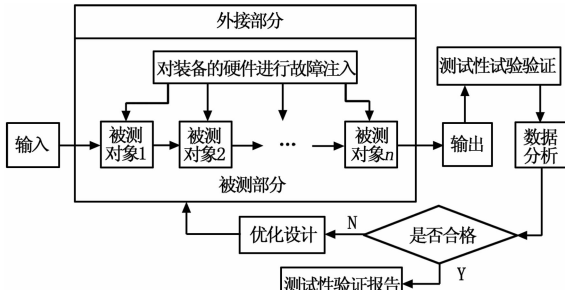 外接部分
对装备的硬件进行故障注入
测试性试验验证
输入
被测
对象1
被测
对象2
…
被测
对象n
输出
数据
分析
被测部分
优化设计
N
是否合格
Y
测试性验证报告